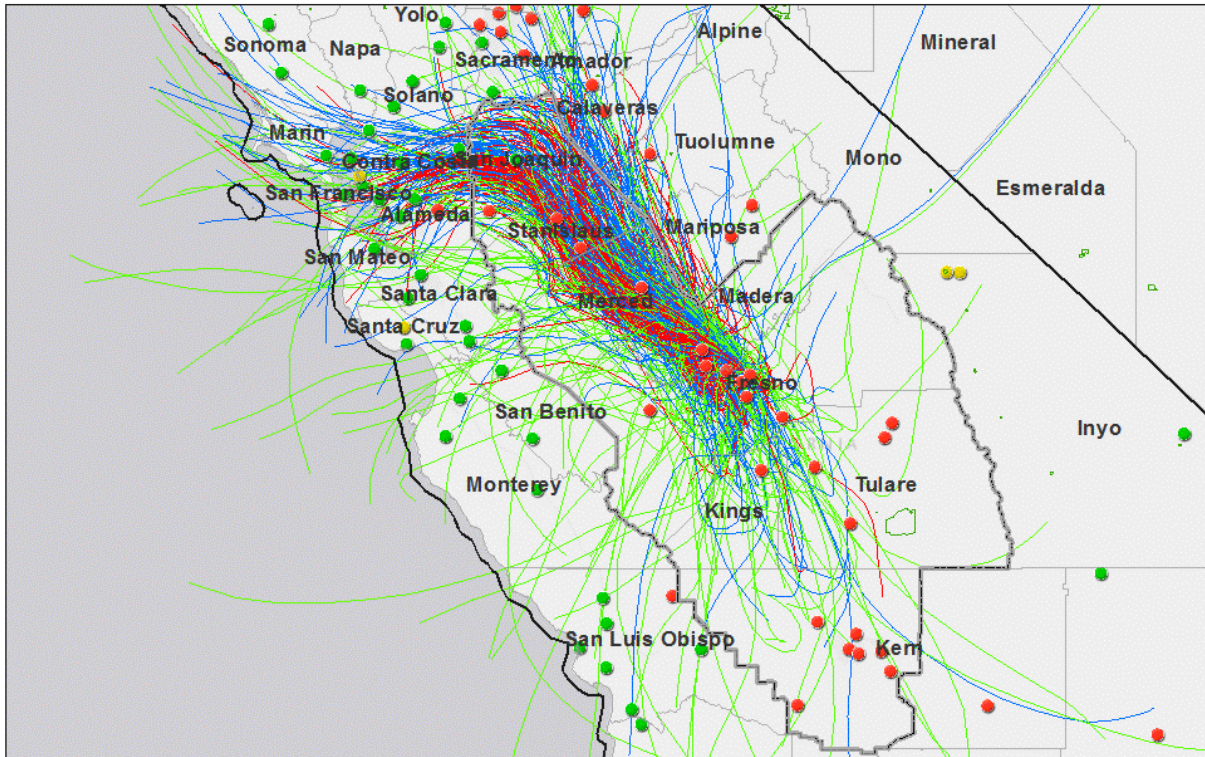 Yolo
Alpine
Sonoma
Napa
Mineral
Sacramento
Amador
Solano
Calaveras
Marin
Tuolumne
Mono
Contra Costa
San Joaquin
Esmeralda
San Francisco
Alameda
Stanislaus
Mariposa
San Mateo
Santa Clara
Merced
Madera
Santa Cruz
Fresno
San Benito
Inyo
Monterey
Tulare
Kings
San Luis Obispo
Kern